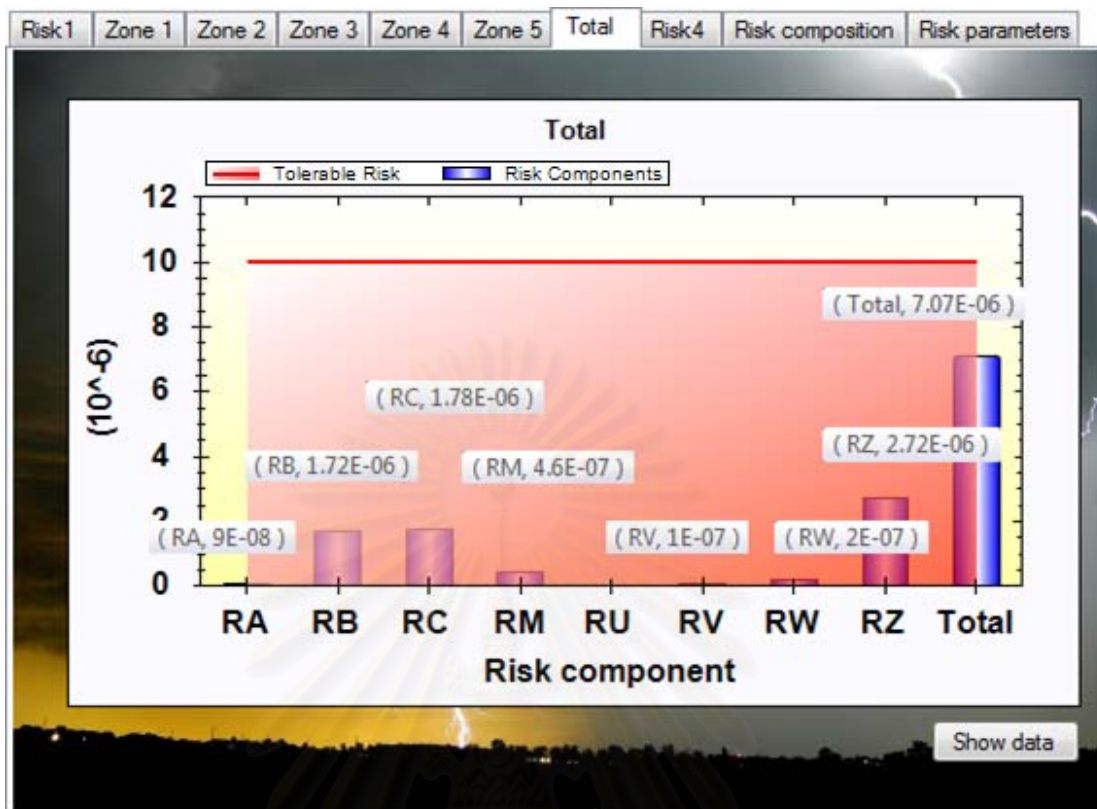 Risk1 Zone 1 Zone 2 Zone 3 Zone 4 Zone 5 Total Risk4 Risk composition Risk parameters
Total
Tolerable Risk Risk Components
12
10
8
6
4
2
0
(10^-6)
( Total, 7.07E-06 )
( RC, 1.78E-06 )
( RB, 1.72E-06 )
( RM, 4.6E-07 )
( RZ, 2.72E-06 )
( RA, 9E-08 )
( RV, 1E-07 )
( RW, 2E-07 )
RA RB RC RM RU RV RW RZ Total
Risk component
Show data